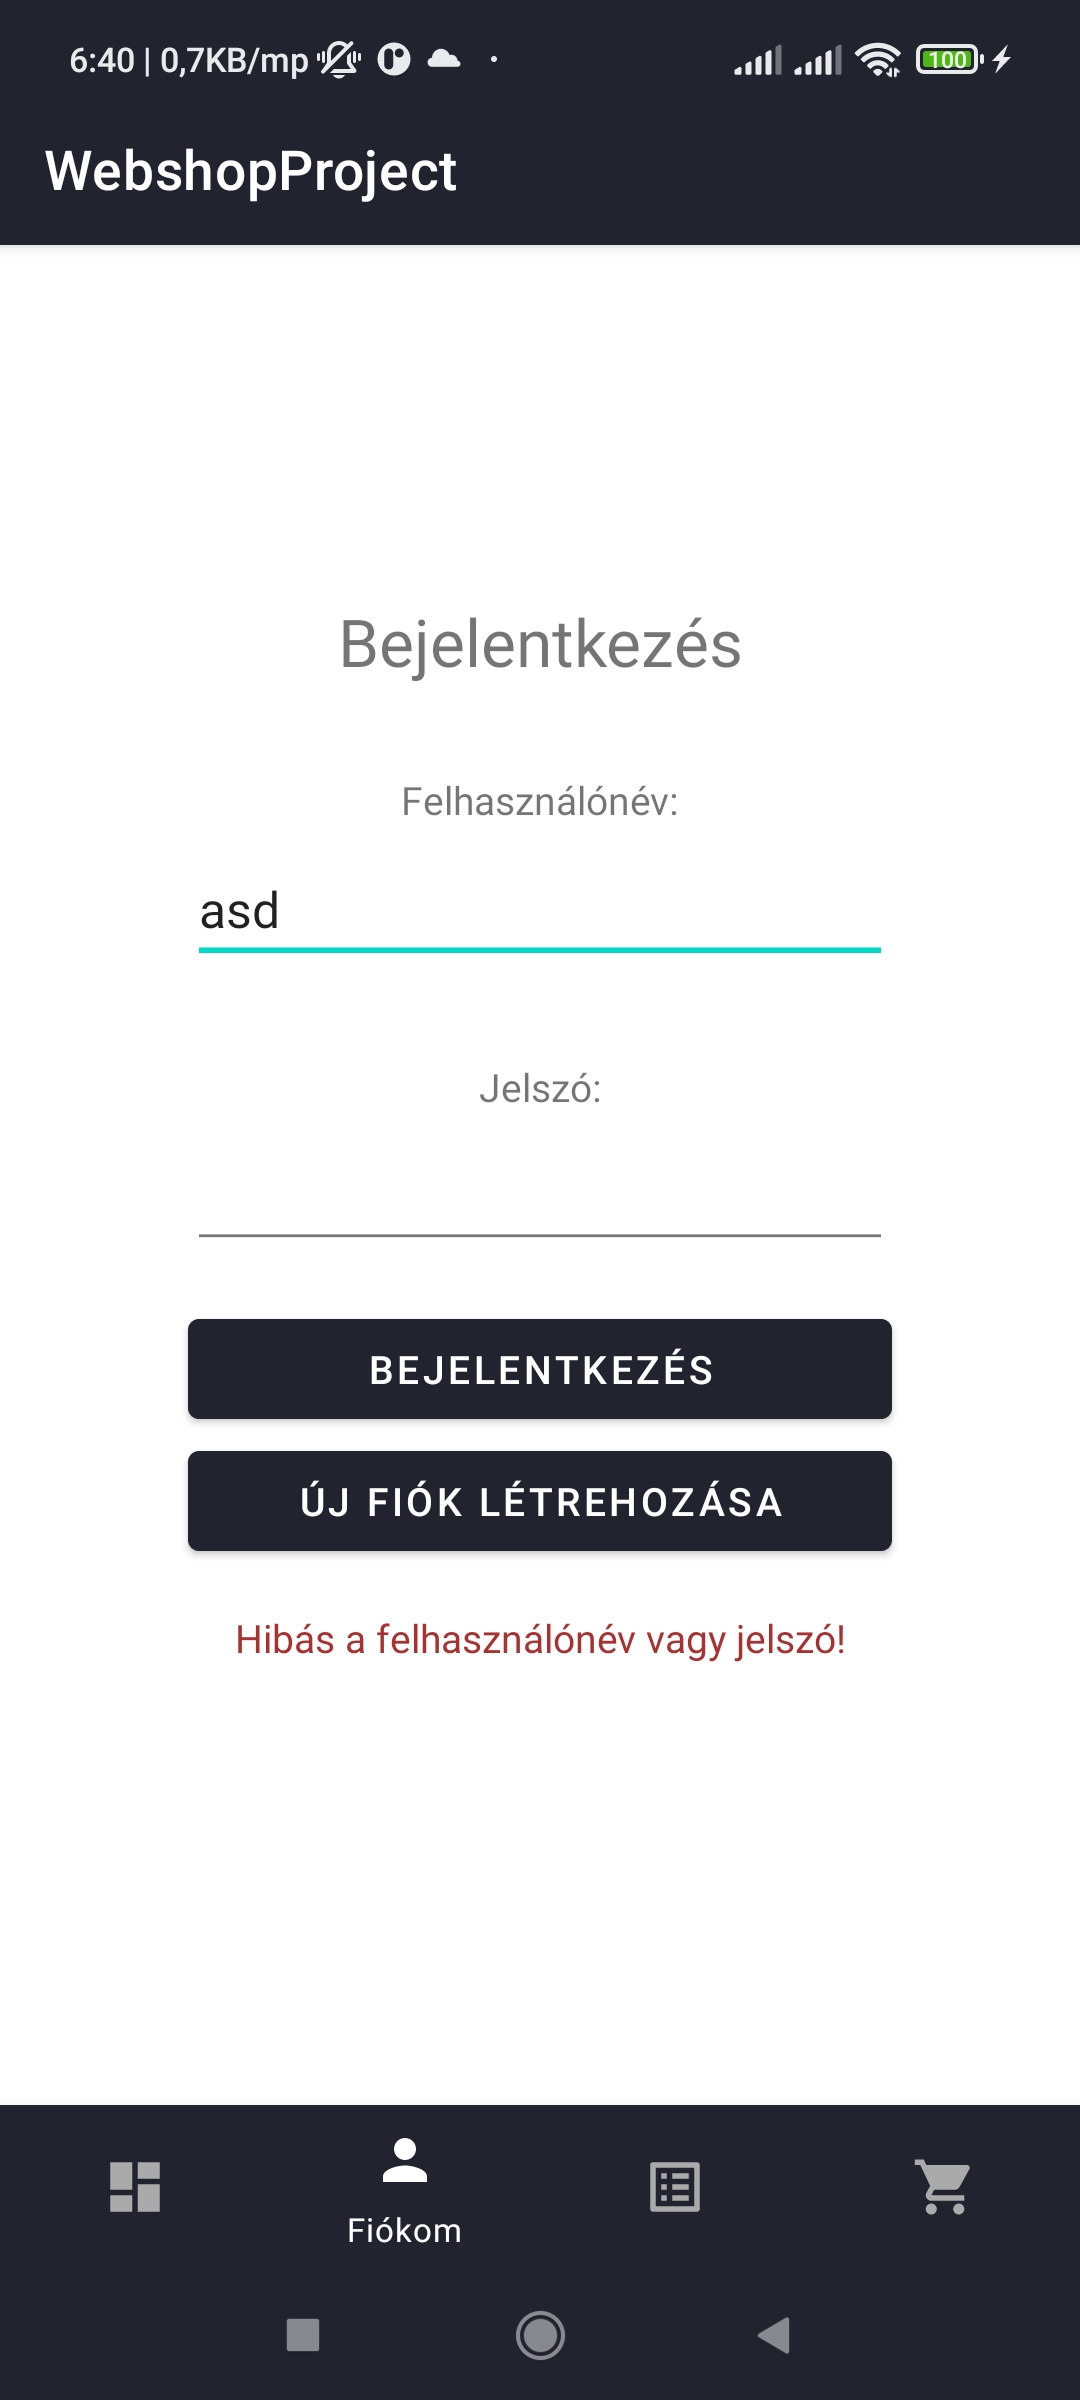 6:40 | 0,7KB/mp
100
WebshopProject
Bejelentkezés
Felhasználónév:
asd
Jelszó:
BEJELENTKEZÉS
ÚJ FIÓK LÉTREHOZÁSA
Hibás a felhasználónév vagy jelszó!
Fiókom